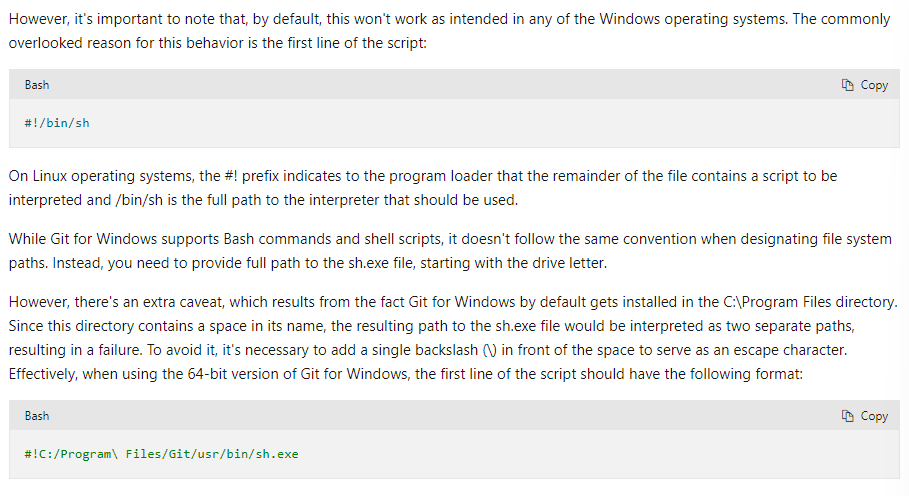 However, it's important to note that, by default, this won't work as intended in any of the Windows operating systems. The commonly
overlooked reason for this behavior is the first line of the script:
Bash
Copy
#!/bin/sh
On Linux operating systems, the #! prefix indicates to the program loader that the remainder of the file contains a script to be
interpreted and /bin/sh is the full path to the interpreter that should be used.
While Git for Windows supports Bash commands and shell scripts, it doesn't follow the same convention when designating file system
paths. Instead, you need to provide full path to the sh.exe file, starting with the drive letter.
However, there's an extra caveat, which results from the fact Git for Windows by default gets installed in the C:\Program Files directory.
Since this directory contains a space in its name, the resulting path to the sh.exe file would be interpreted as two separate paths,
resulting in a failure. To avoid it, it's necessary to add a single backslash (\) in front of the space to serve as an escape character.
Effectively, when using the 64-bit version of Git for Windows, the first line of the script should have the following format:
Bash
Copy
#!C:/Program\ Files/Git/usr/bin/sh.exe